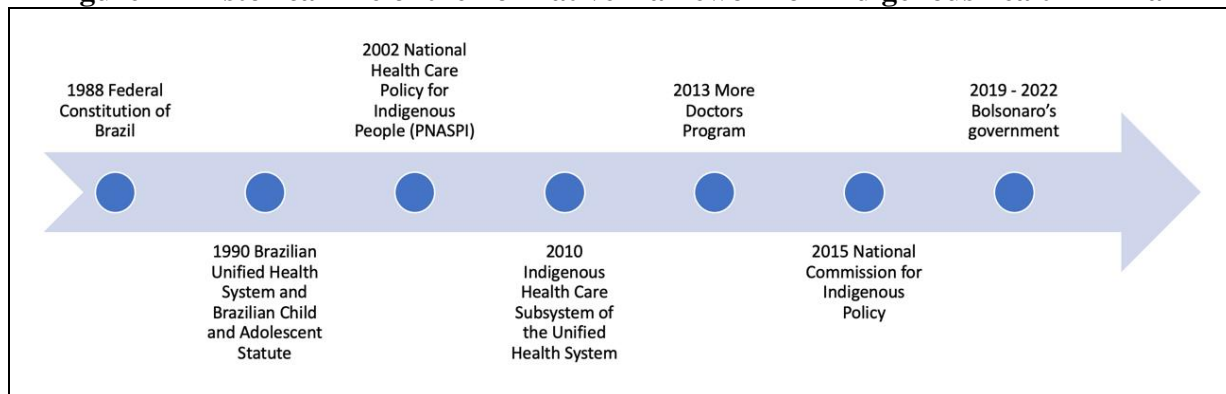 1988 Federal
Constitution of
Brazil
1990 Brazilian
Unified Health
System and
Brazilian Child
and Adolescent
Statute
2002 National
Health Care
Policy for
Indigenous
People (PNASPI)
2010
Indigenous
Health Care
Subsystem of
the Unified
Health System
2013 More
Doctors
Program
2015 National
Commission for
Indigenous
Policy
2019 - 2022
Bolsonaro's
government